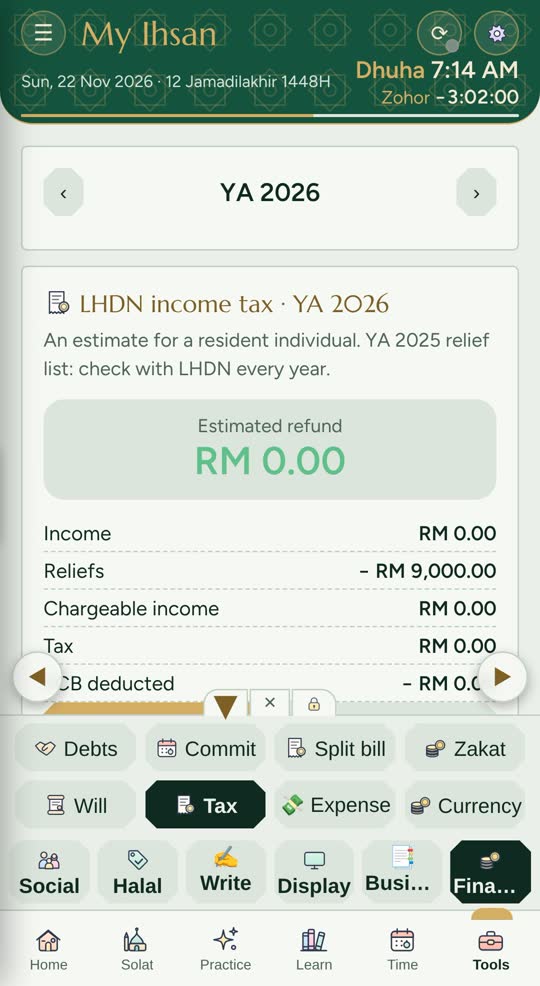 ☰ My Ihsan
Sun, 22 Nov 2026 · 12 Jamadilakhir 1448H
Dhuha 7:14 AM
Zohor −3:02:00
‹ YA 2026 ›
LHDN income tax · YA 2026
An estimate for a resident individual. YA 2025 relief
list: check with LHDN every year.
Estimated refund
RM 0.00
Income RM 0.00
Reliefs − RM 9,000.00
Chargeable income RM 0.00
Tax RM 0.00
CB deducted − RM 0.0
Debts Commit Split bill Zakat
Will Tax Expense Currency
Social Halal Write Display Busi... Fina...
Home Solat Practice Learn Time Tools